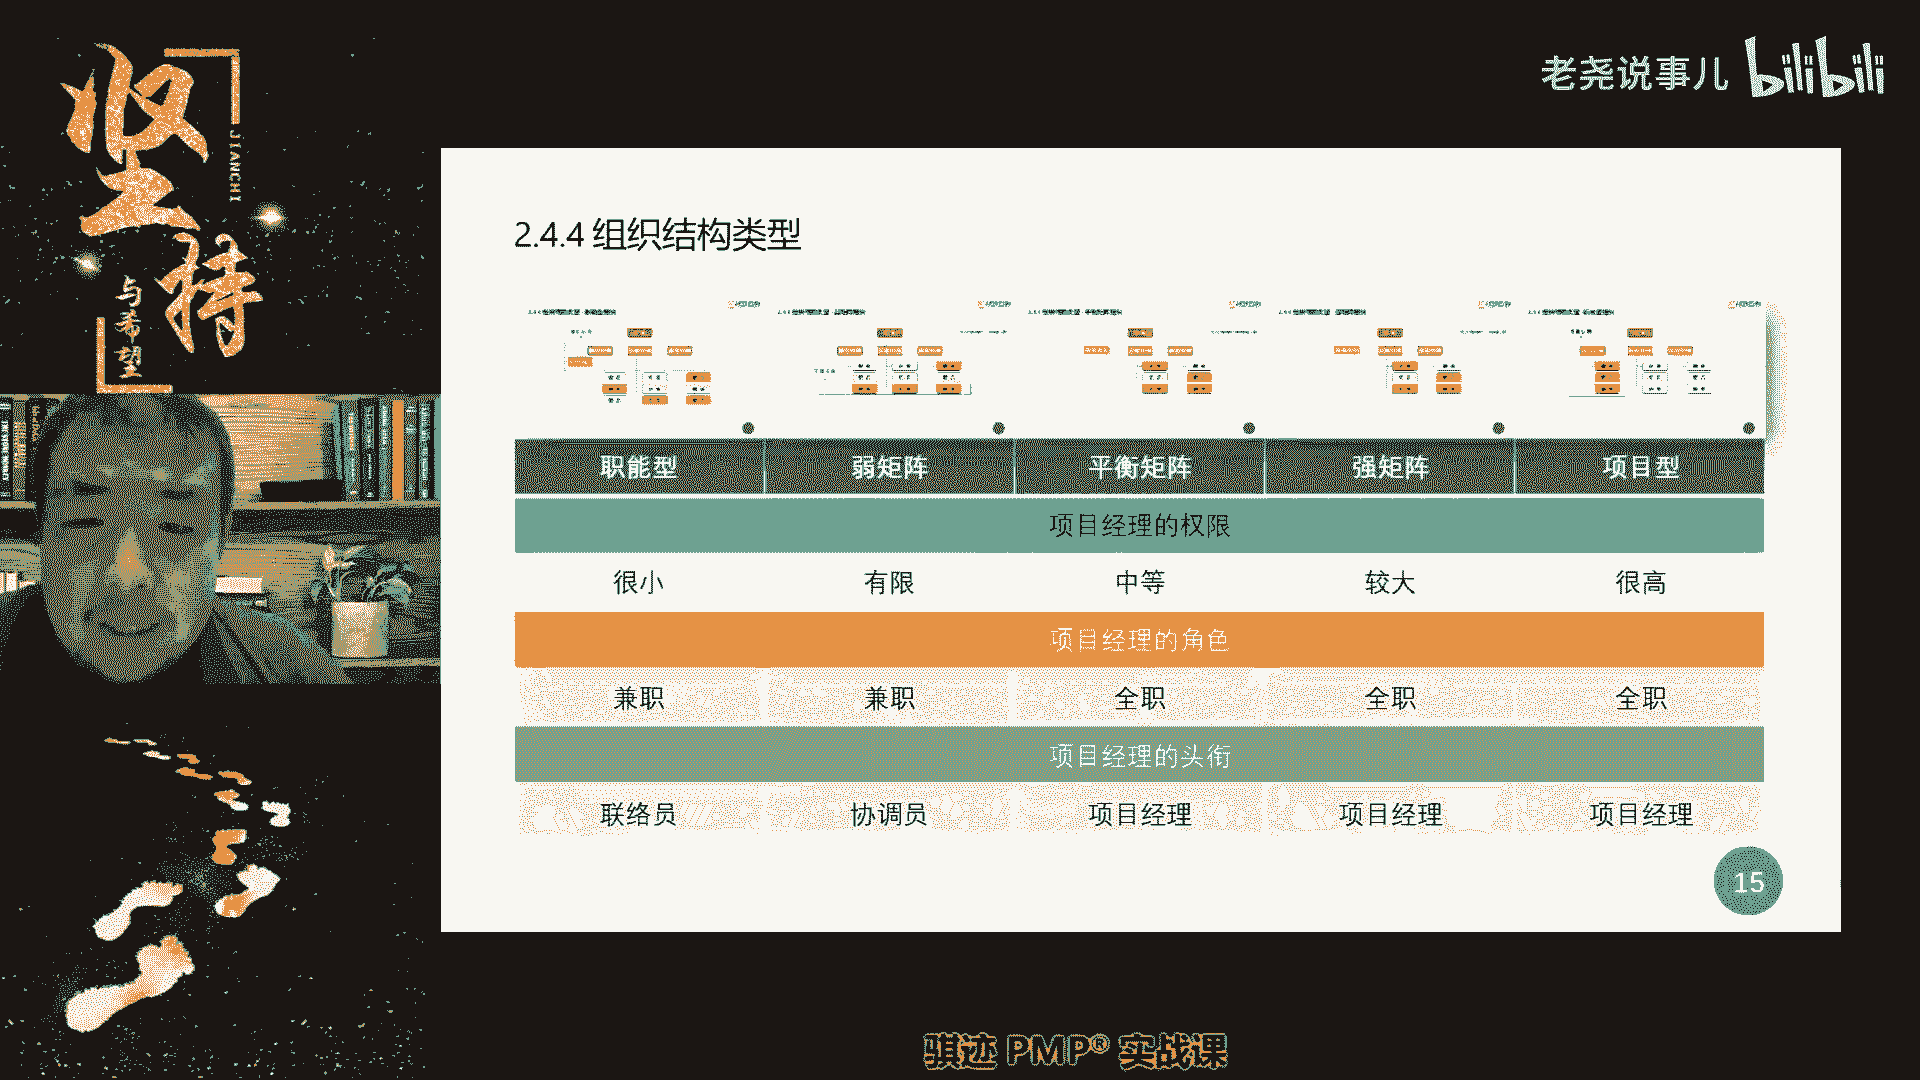 坚持
JIANCHI
与希望
老尧说事儿 bilibili
2.4.4 组织结构类型
职能型 弱矩阵 平衡矩阵 强矩阵 项目型
项目经理的权限
很小 有限 中等 较大 很高
项目经理的角色
兼职 兼职 全职 全职 全职
项目经理的头衔
联络员 协调员 项目经理 项目经理 项目经理
15
骐迹 PMP® 实战课